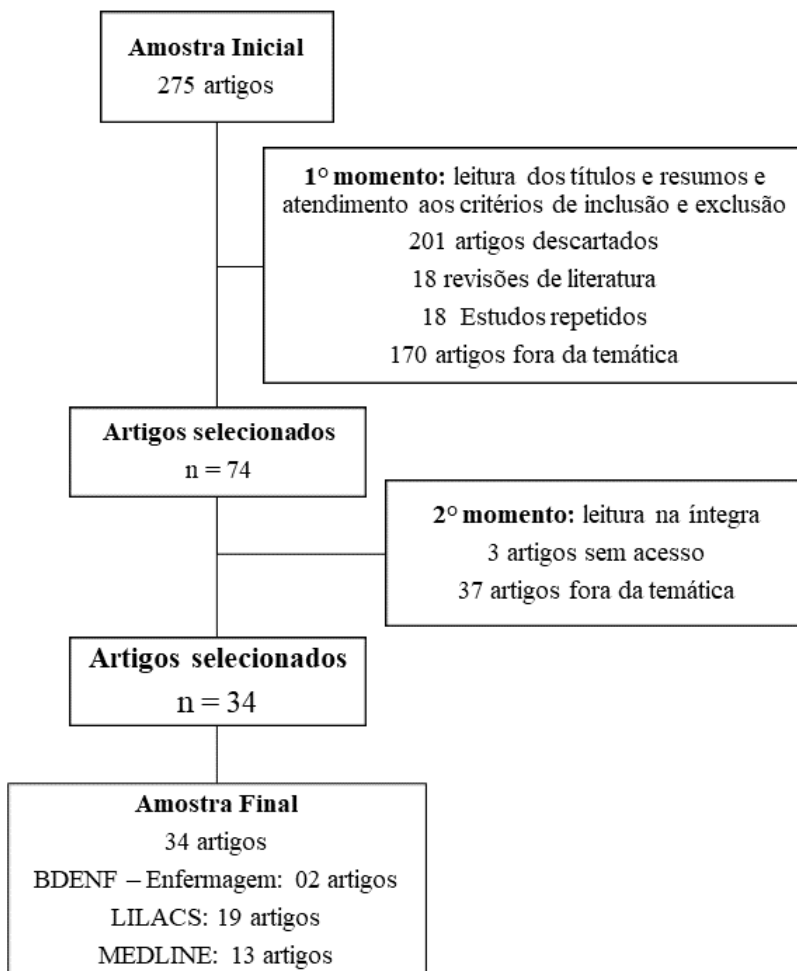 Amostra Inicial
275 artigos
1º momento: leitura dos títulos e resumos e
atendimento aos critérios de inclusão e exclusão
201 artigos descartados
18 revisões de literatura
18 Estudos repetidos
170 artigos fora da temática
Artigos selecionados
n = 74
2º momento: leitura na íntegra
3 artigos sem acesso
37 artigos fora da temática
Artigos selecionados
n = 34
Amostra Final
34 artigos
BDENF – Enfermagem: 02 artigos
LILACS: 19 artigos
MEDLINE: 13 artigos